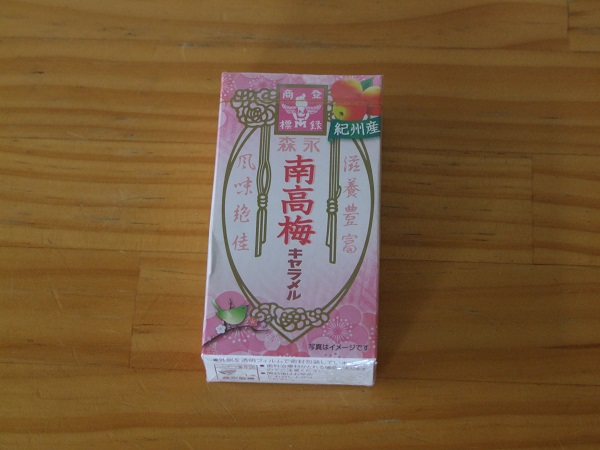 商登
標録
紀州産
森永
滋養豊富
南高梅
キャラメル
風味絶佳
写真はイメージです